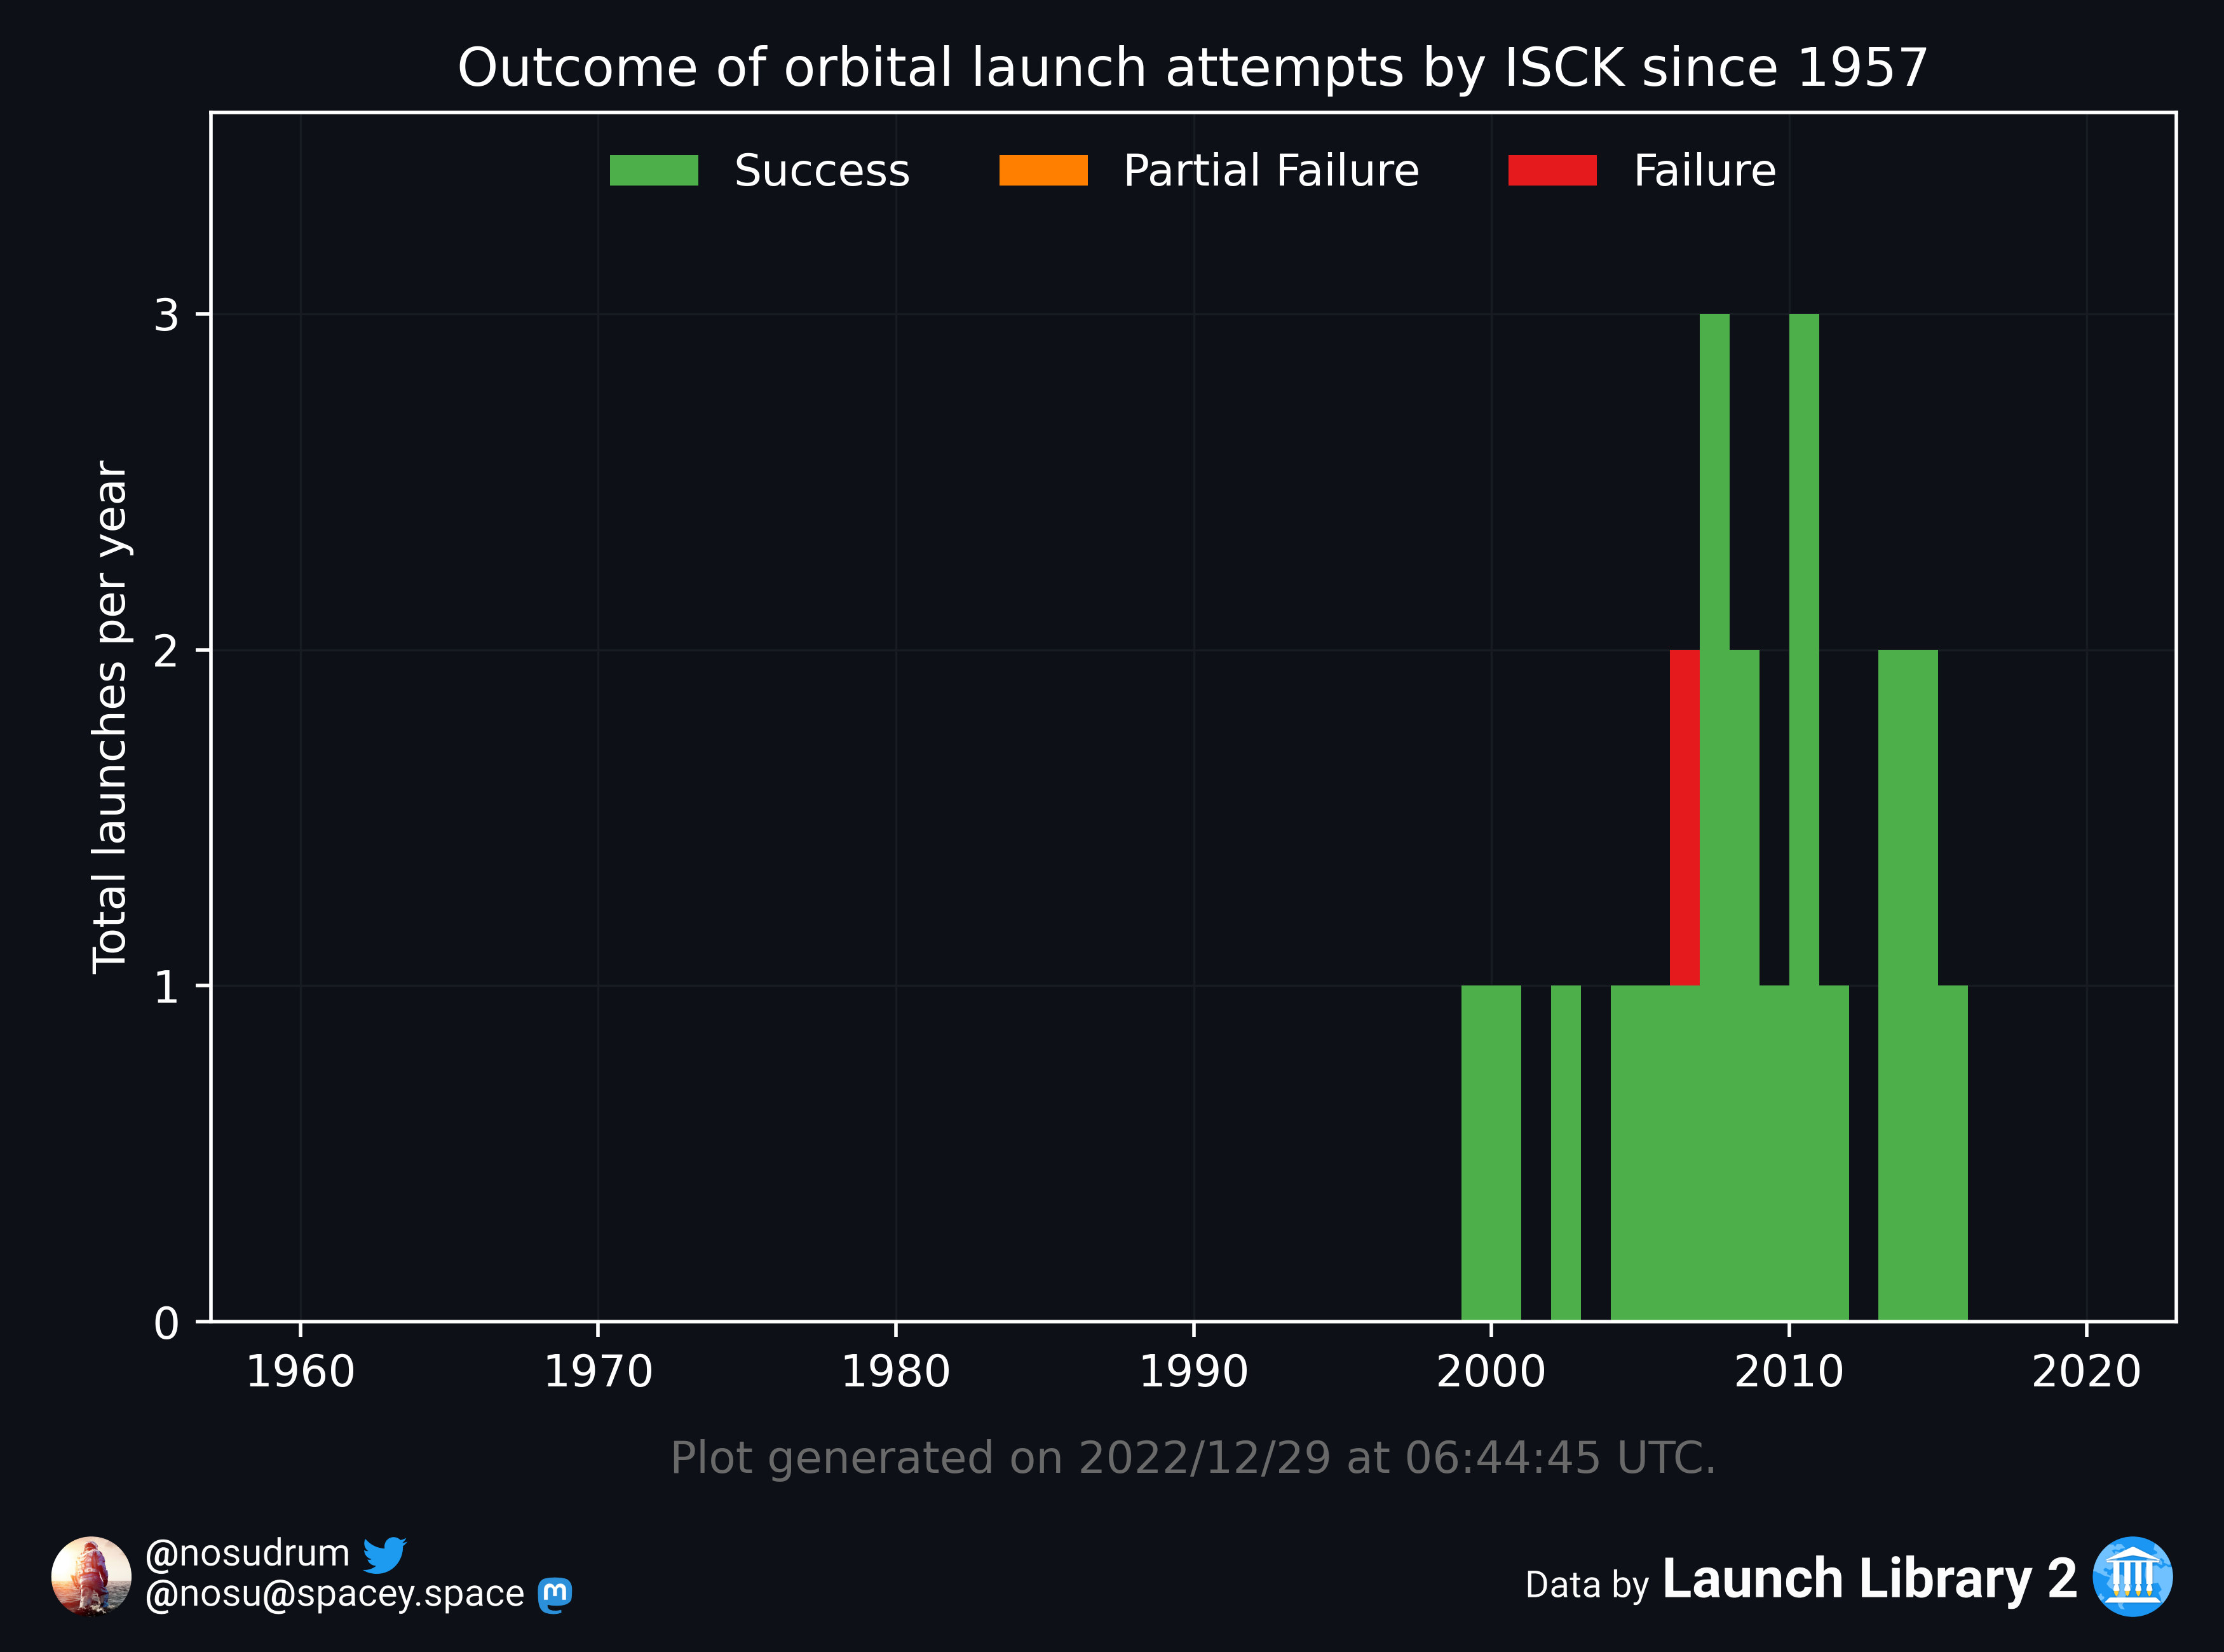 Outcome of orbital launch attempts by ISCK since 1957
Success Partial Failure Failure
Total launches per year
3
2
1
0
1960 1970 1980 1990 2000 2010 2020
Plot generated on 2022/12/29 at 06:44:45 UTC.
@nosudrum
@nosu@spacey.space
Data by Launch Library 2